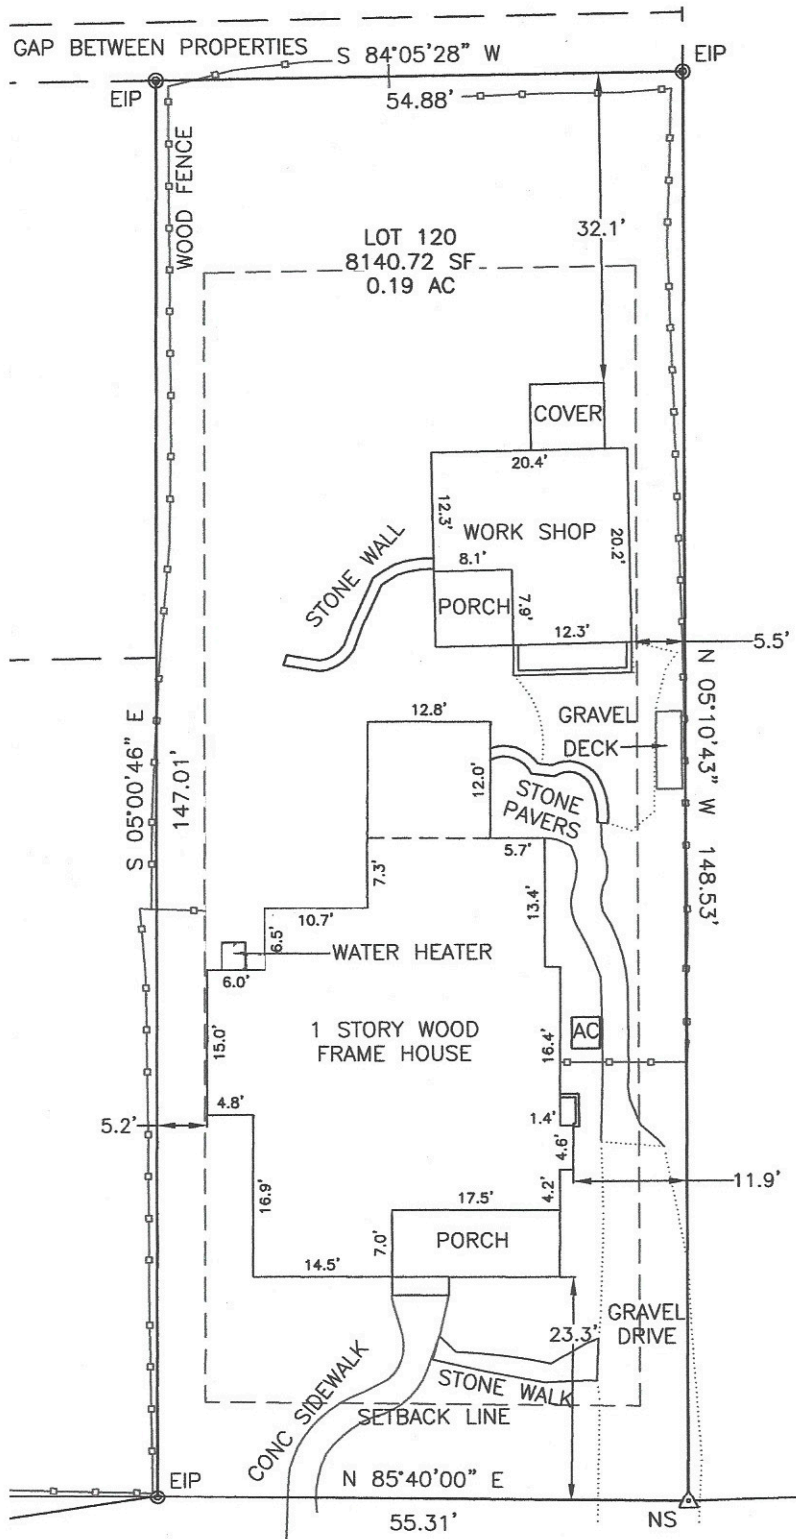 GAP BETWEEN PROPERTIES
S 84°05'28" W
EIP
EIP
54.88'
WOOD FENCE
32.1'
LOT 120
8140.72 SF
0.19 AC
COVER
20.4'
12.3'
WORK SHOP
20.2'
STONE WALL
8.1'
PORCH
7.9'
12.3'
5.5'
S 05°00'46" E
147.01'
N 05°10'43" W 148.53'
12.8'
GRAVEL
DECK
12.0'
STONE
PAVERS
5.7'
7.3'
13.4'
10.7'
6.5'
WATER HEATER
6.0'
15.0'
1 STORY WOOD
FRAME HOUSE
16.4'
AC
4.8'
1.4'
5.2'
4.6'
16.9'
4.2'
11.9'
17.5'
7.0'
PORCH
14.5'
23.3'
GRAVEL
DRIVE
CONC SIDEWALK
STONE WALK
SETBACK LINE
EIP
N 85°40'00" E
55.31'
NS